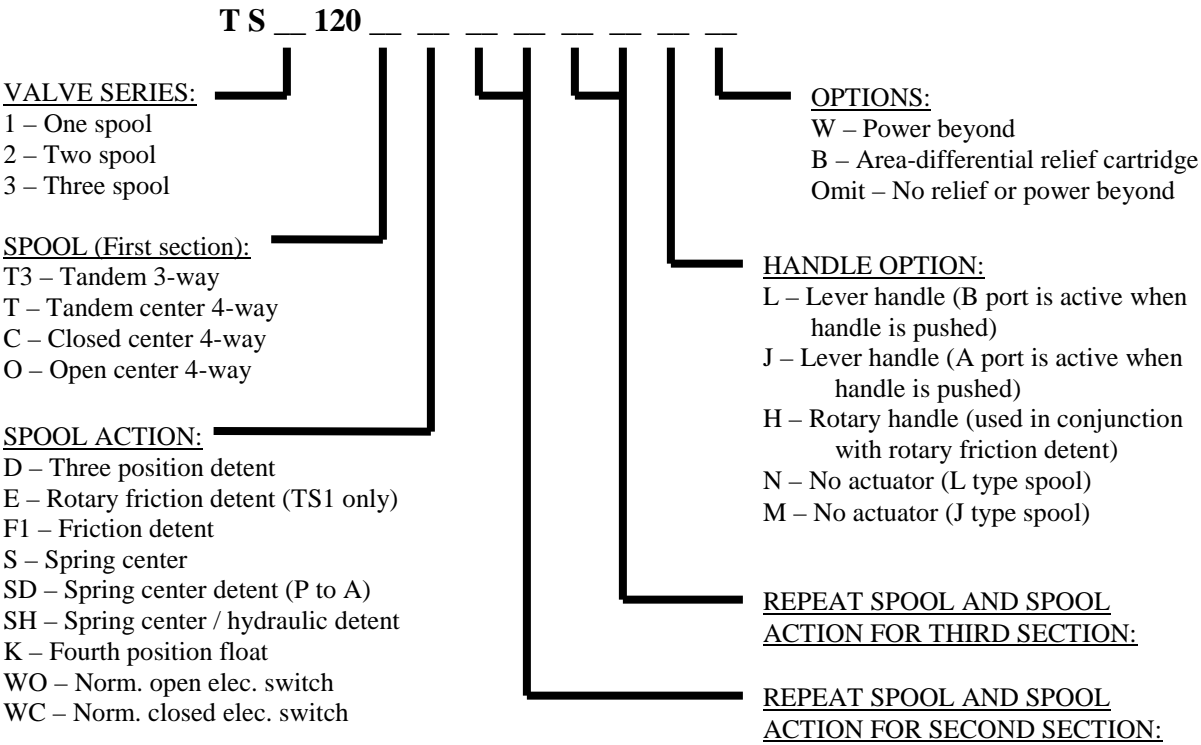 T S __ 120 __ __ __ __ __ __ __ __
VALVE SERIES:
1 – One spool
2 – Two spool
3 – Three spool
SPOOL (First section):
T3 – Tandem 3-way
T – Tandem center 4-way
C – Closed center 4-way
O – Open center 4-way
SPOOL ACTION:
D – Three position detent
E – Rotary friction detent (TS1 only)
F1 – Friction detent
S – Spring center
SD – Spring center detent (P to A)
SH – Spring center / hydraulic detent
K – Fourth position float
WO – Norm. open elec. switch
WC – Norm. closed elec. switch
OPTIONS:
W – Power beyond
B – Area-differential relief cartridge
Omit – No relief or power beyond
HANDLE OPTION:
L – Lever handle (B port is active when
handle is pushed)
J – Lever handle (A port is active when
handle is pushed)
H – Rotary handle (used in conjunction
with rotary friction detent)
N – No actuator (L type spool)
M – No actuator (J type spool)
REPEAT SPOOL AND SPOOL
ACTION FOR THIRD SECTION:
REPEAT SPOOL AND SPOOL
ACTION FOR SECOND SECTION: